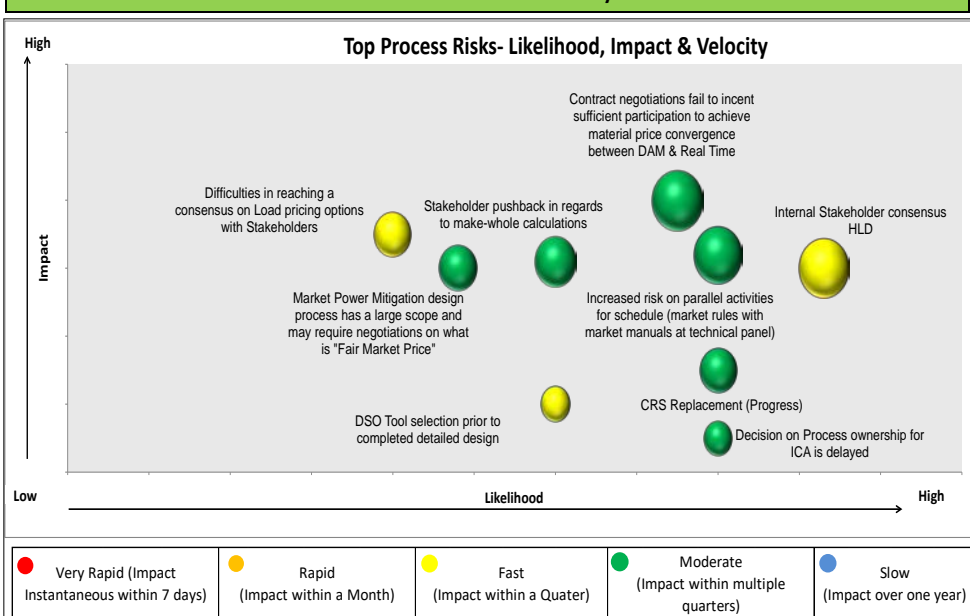 Top Process Risks- Likelihood, Impact & Velocity
High
Impact
Contract negotiations fail to incent
sufficient participation to achieve
material price convergence
between DAM & Real Time
Difficulties in reaching a
consensus on Load pricing options
with Stakeholders
Stakeholder pushback in regards
to make-whole calculations
Internal Stakeholder consensus
HLD
Market Power Mitigation design
process has a large scope and
may require negotiations on what
is "Fair Market Price"
Increased risk on parallel activities
for schedule (market rules with
market manuals at technical panel)
CRS Replacement (Progress)
DSO Tool selection prior to
completed detailed design
Decision on Process ownership for
ICA is delayed
Low
Likelihood
High
Very Rapid (Impact
Instantaneous within 7 days)
Rapid
(Impact within a Month)
Fast
(Impact within a Quater)
Moderate
(Impact within multiple
quarters)
Slow
(Impact over one year)